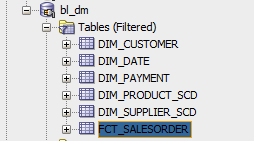 bl_dm
Tables (Filtered)
DIM_CUSTOMER
DIM_DATE
DIM_PAYMENT
DIM_PRODUCT_SCD
DIM_SUPPLIER_SCD
FCT_SALESORDER